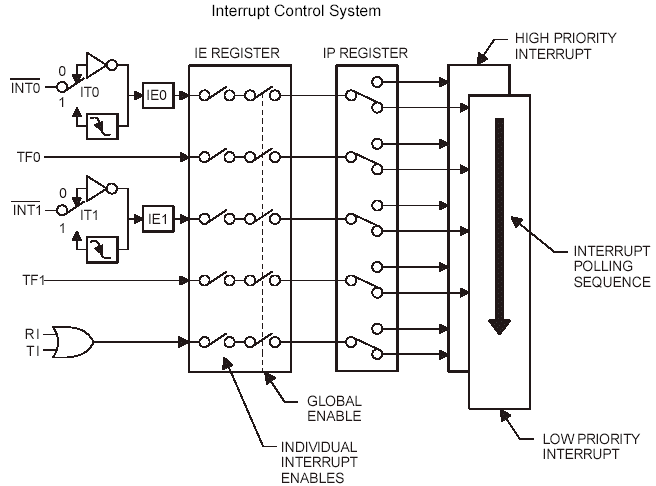 Interrupt Control System
IE REGISTER
IP REGISTER
HIGH PRIORITY
INTERRUPT
INT0
0
1
IT0
IE0
TF0
INT1
0
1
IT1
IE1
TF1
RI
TI
INTERRUPT
POLLING
SEQUENCE
GLOBAL
ENABLE
INDIVIDUAL
INTERRUPT
ENABLES
LOW PRIORITY
INTERRUPT